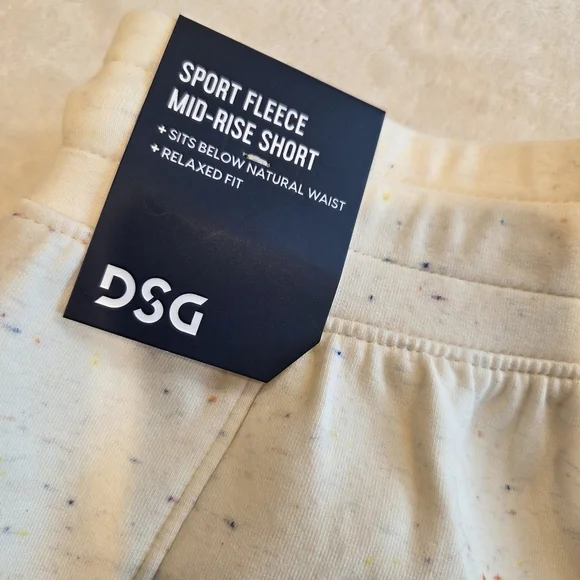 SPORT FLEECE
MID-RISE SHORT
+ SITS BELOW NATURAL WAIST
+ RELAXED FIT
DSG